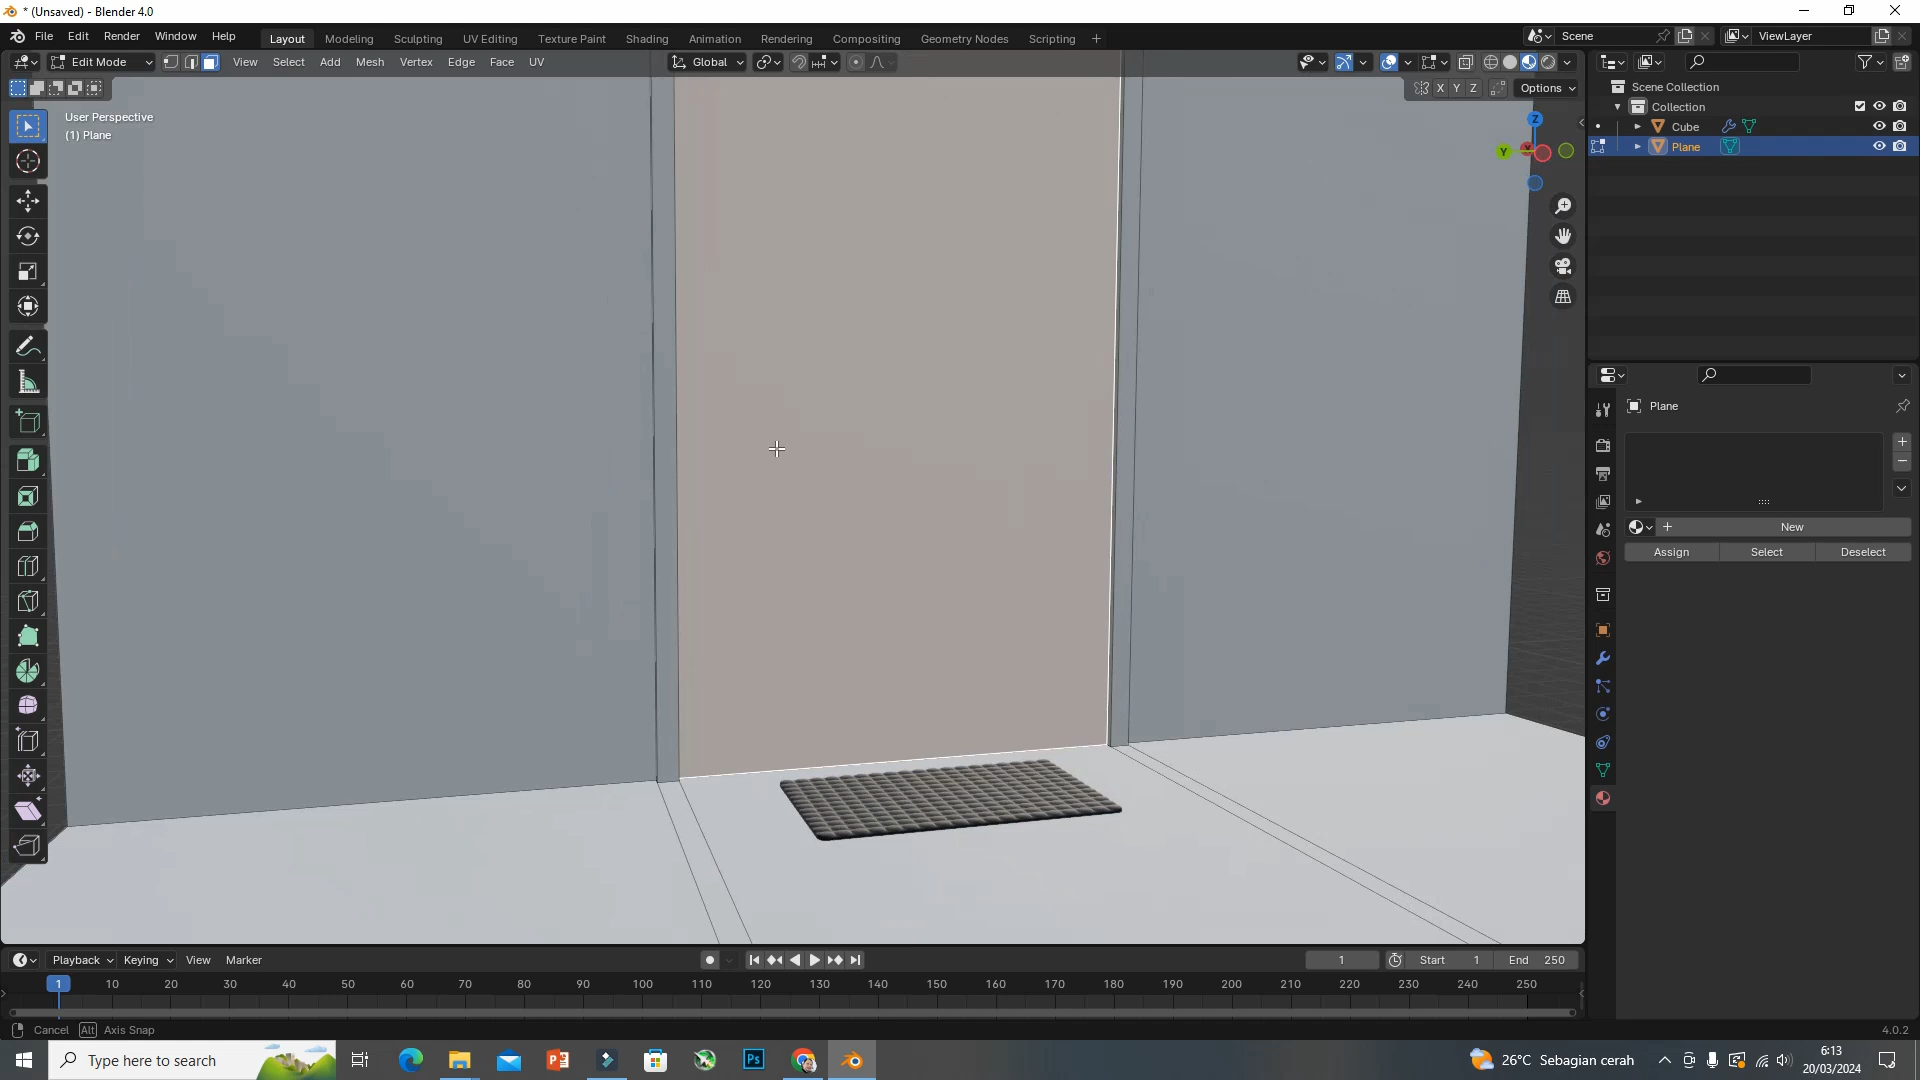 * (Unsaved) - Blender 4.0
File Edit Render Window Help
Layout Modeling Sculpting UV Editing Texture Paint Shading Animation Rendering Compositing Geometry Nodes Scripting +
Scene
ViewLayer
Edit Mode View Select Add Mesh Vertex Edge Face UV
Global
X Y Z Options
User Perspective
(1) Plane
Z
Y
X
Scene Collection
Collection
Cube
Plane
Plane
New
Assign Select Deselect
Playback Keying View Marker
1 Start 1 End 250
1 10 20 30 40 50 60 70 80 90 100 110 120 130 140 150 160 170 180 190 200 210 220 230 240 250
Cancel Alt Axis Snap
4.0.2
Type here to search
Ps
26°C Sebagian cerah
6:13
20/03/2024